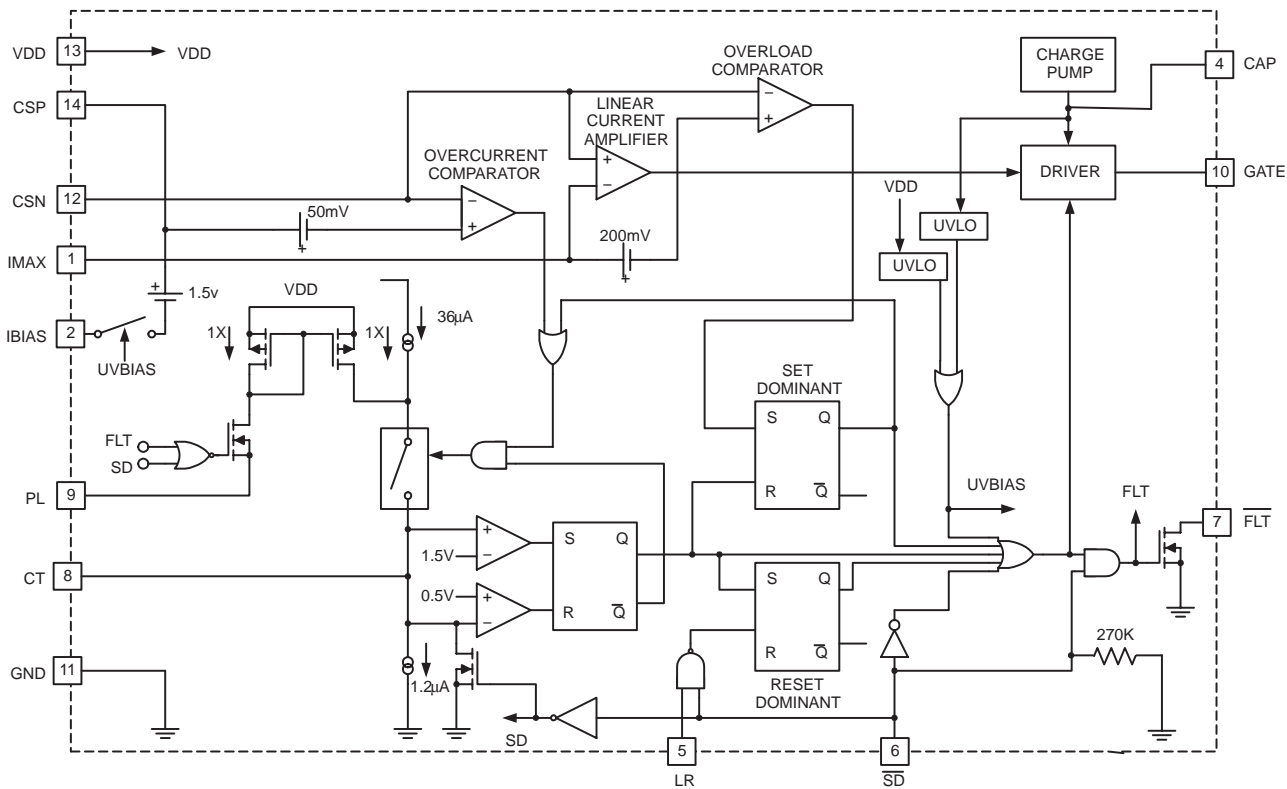 VDD 13 VDD
CSP 14
CSN 12
IMAX 1
IBIAS 2
UVBIAS
1.5v
50mV
200mV
OVERCURRENT
COMPARATOR
LINEAR
CURRENT
AMPLIFIER
OVERLOAD
COMPARATOR
CHARGE
PUMP
4 CAP
DRIVER
10 GATE
VDD
UVLO
UVLO
VDD
1X
1X
36µA
FLT
SD
PL 9
SET
DOMINANT
S Q
R Q̅
UVBIAS
FLT
7 F̅L̅T̅
CT 8
+
1.5V −
0.5V +
−
S Q
R Q̅
S Q
R Q̅
RESET
DOMINANT
270K
GND 11
1.2µA
SD
5
LR
6
S̅D̅